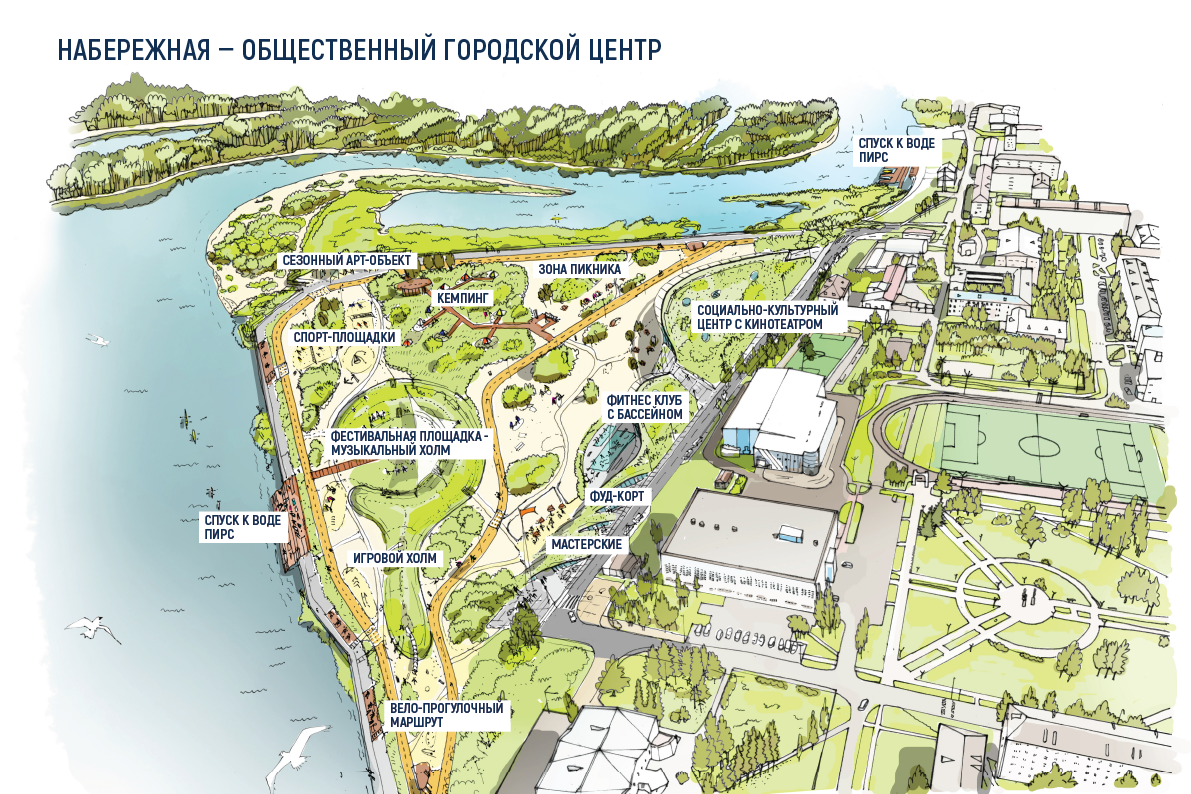 НАБЕРЕЖНАЯ – ОБЩЕСТВЕННЫЙ ГОРОДСКОЙ ЦЕНТР
СПУСК К ВОДЕ
ПИРС
СЕЗОННЫЙ АРТ-ОБЪЕКТ
ЗОНА ПИКНИКА
КЕМПИНГ
СОЦИАЛЬНО-КУЛЬТУРНЫЙ
ЦЕНТР С КИНОТЕАТРОМ
СПОРТ-ПЛОЩАДКИ
ФИТНЕС КЛУБ
С БАССЕЙНОМ
ФЕСТИВАЛЬНАЯ ПЛОЩАДКА -
МУЗЫКАЛЬНЫЙ ХОЛМ
ФУД-КОРТ
СПУСК К ВОДЕ
ПИРС
МАСТЕРСКИЕ
ИГРОВОЙ ХОЛМ
ВЕЛО-ПРОГУЛОЧНЫЙ
МАРШРУТ